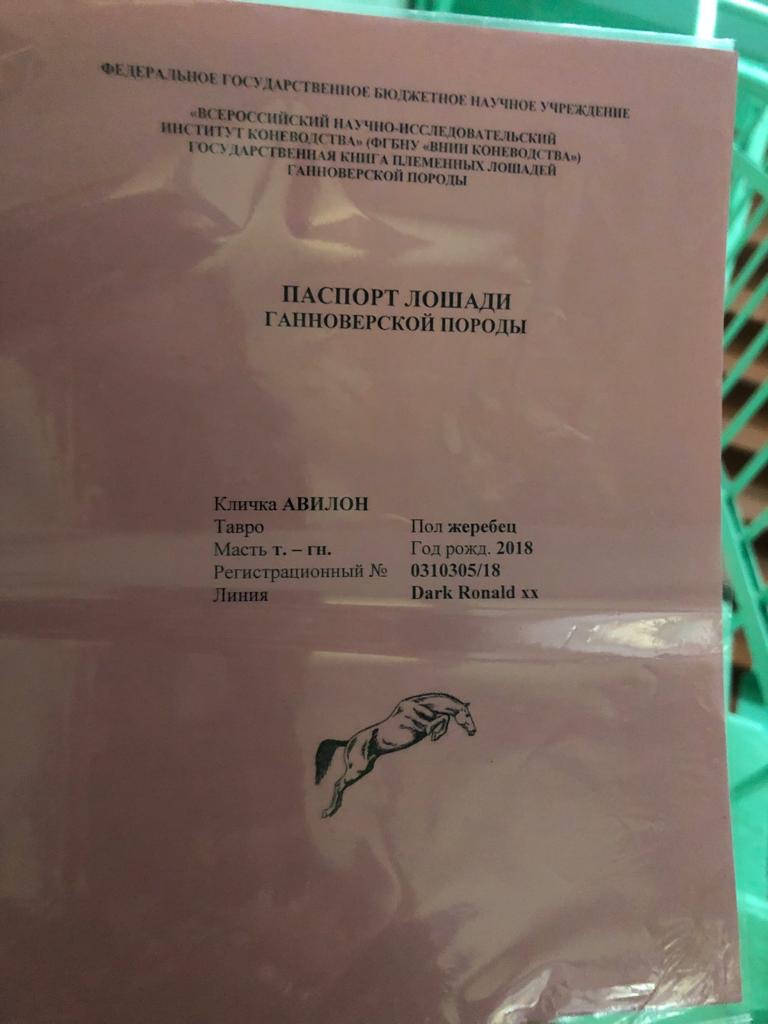 ФЕДЕРАЛЬНОЕ ГОСУДАРСТВЕННОЕ БЮДЖЕТНОЕ НАУЧНОЕ УЧРЕЖДЕНИЕ
«ВСЕРОССИЙСКИЙ НАУЧНО-ИССЛЕДОВАТЕЛЬСКИЙ
ИНСТИТУТ КОНЕВОДСТВА» (ФГБНУ «ВНИИ КОНЕВОДСТВА»)
ГОСУДАРСТВЕННАЯ КНИГА ПЛЕМЕННЫХ ЛОШАДЕЙ
ГАННОВЕРСКОЙ ПОРОДЫ
ПАСПОРТ ЛОШАДИ
ГАННОВЕРСКОЙ ПОРОДЫ
Кличка АВИЛОН
Тавро Пол жеребец
Масть т. – гн. Год рожд. 2018
Регистрационный № 0310305/18
Линия Dark Ronald xx